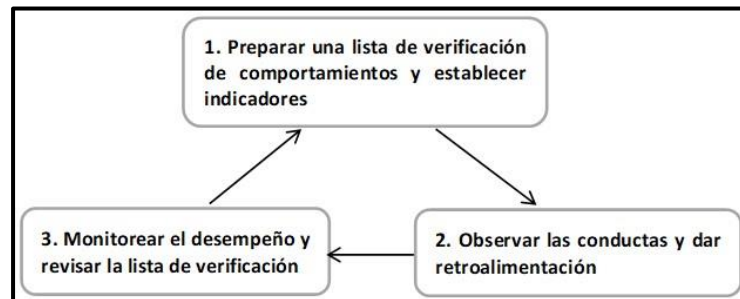 1. Preparar una lista de verificación
de comportamientos y establecer
indicadores
3. Monitorear el desempeño y
revisar la lista de verificación
2. Observar las conductas y dar
retroalimentación